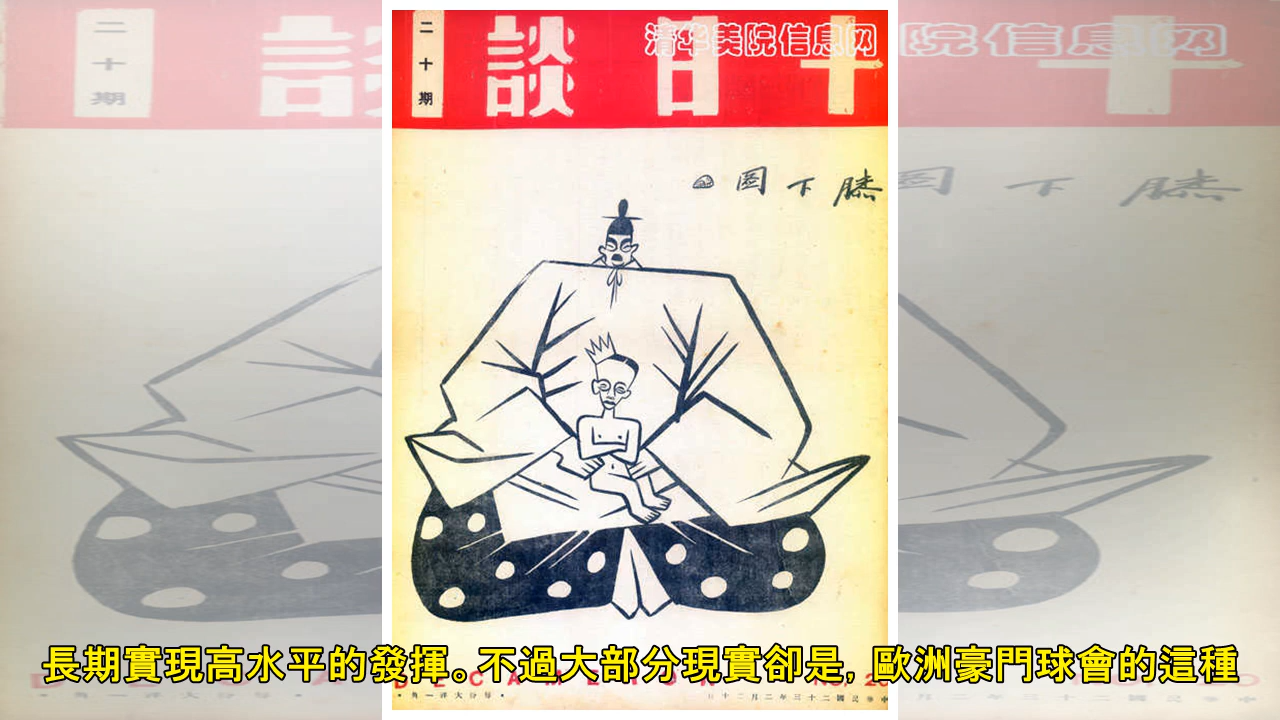 十日談
二十期
清华美院信息网
膝下圖
長期實現高水平的發揮。不過大部分現實卻是,歐洲豪門球會的這種